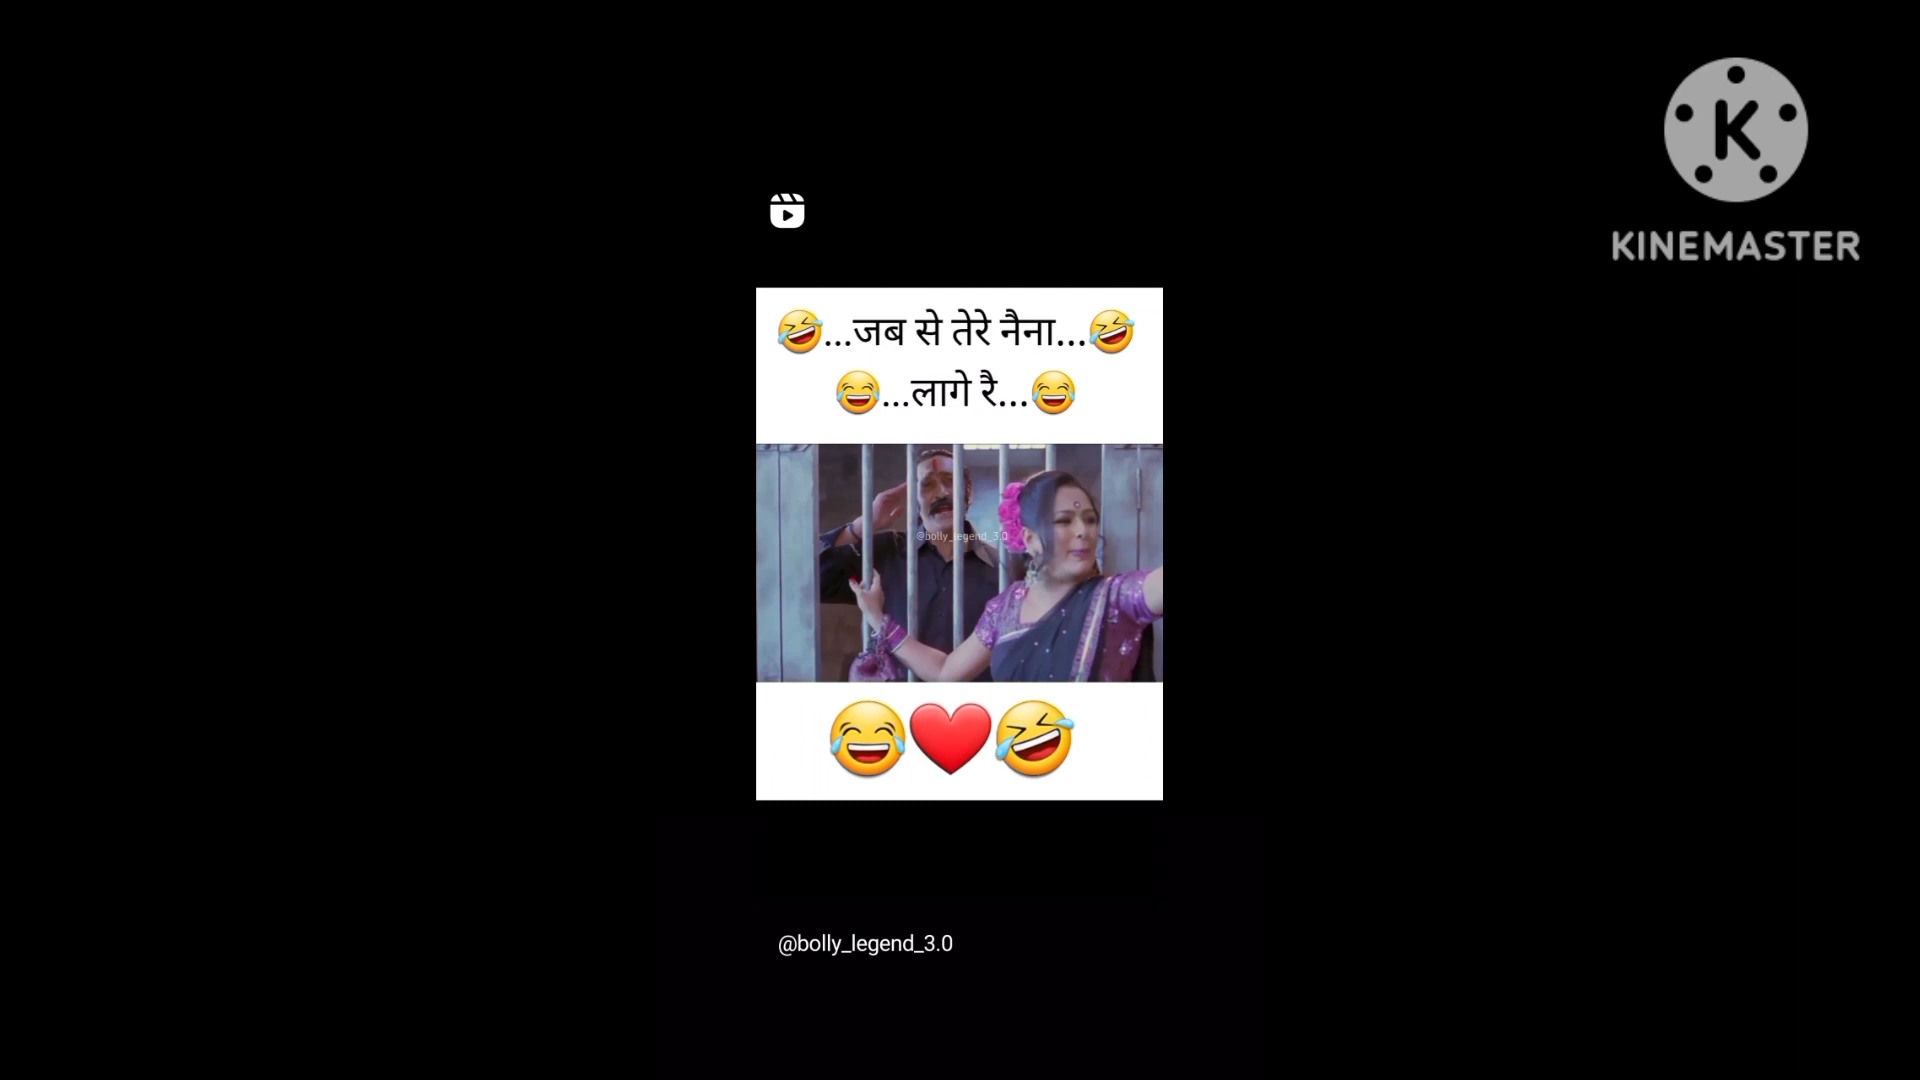 KINEMASTER
🤣...जब से तेरे नैना...🤣
😂...लागे रै...😂
@bolly_legend_3.0
😂❤️🤣
@bolly_legend_3.0